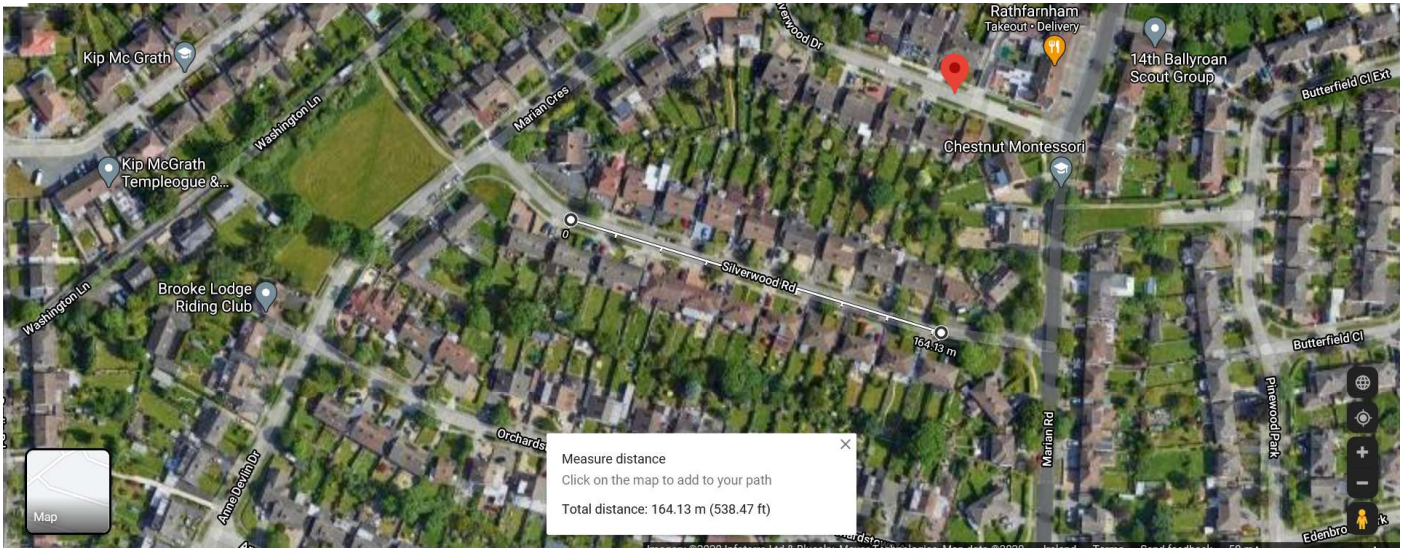 Kip Mc Grath
Washington Ln
Marian Cres
verwood Dr
Rathfarnham
Takeout • Delivery
14th Ballyroan
Scout Group
Butterfield Cl Ext
Kip McGrath
Templeogue &...
Chestnut Montessori
0
Silverwood Rd
164.13 m
Washington Ln
Brooke Lodge
Riding Club
Butterfield Cl
Pinewood Park
Marian Rd
Orchards
Anne Devlin Dr
Measure distance
Click on the map to add to your path
Total distance: 164.13 m (538.47 ft)
Map
Edenbro